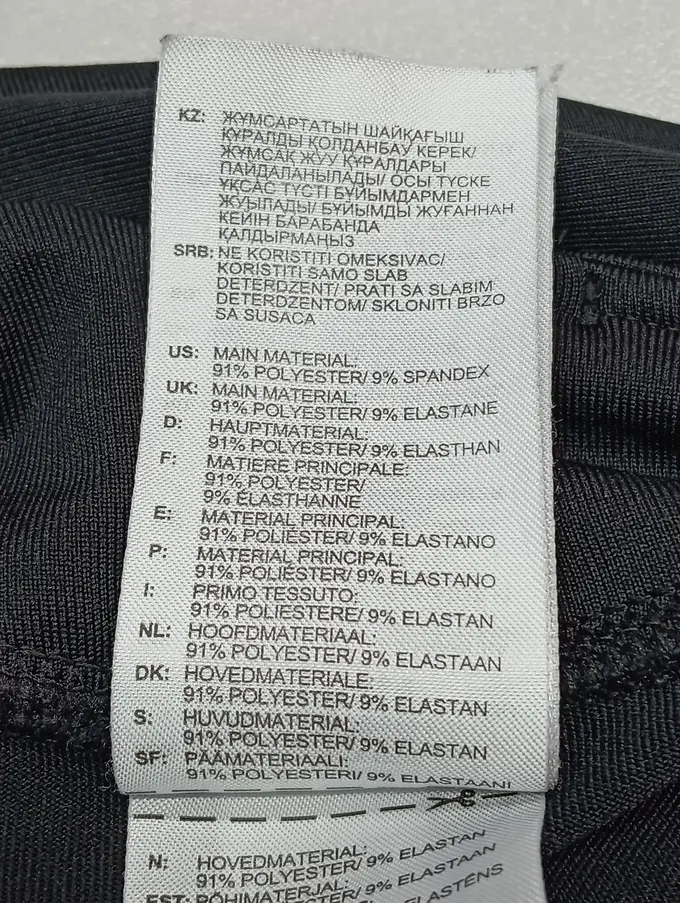 KZ: ЖҰМСАРТАТЫН ШАЙҚАҒЫШ
ҚҰРАЛДЫ ҚОЛДАНБАУ КЕРЕК/
ЖҰМСАҚ ЖУУ ҚҰРАЛДАРЫ
ПАЙДАЛАНЫЛАДЫ/ ОСЫ ТҮСКЕ
ҰҚСАС ТҮСТІ БҰЙЫМДАРМЕН
ЖУЫЛАДЫ/ БҰЙЫМДЫ ЖУҒАННАН
КЕЙІН БАРАБАНДА
ҚАЛДЫРМАҢЫЗ
SRB: NE KORISTITI OMEKSIVAC/
KORISTITI SAMO SLAB
DETERDZENT/ PRATI SA SLABIM
DETERDZENTOM/ SKLONITI BRZO
SA SUSACA
US: MAIN MATERIAL:
91% POLYESTER/ 9% SPANDEX
UK: MAIN MATERIAL:
91% POLYESTER/ 9% ELASTANE
D: HAUPTMATERIAL:
91% POLYESTER/ 9% ELASTHAN
F: MATIERE PRINCIPALE:
91% POLYESTER/
9% ÉLASTHANNE
E: MATERIAL PRINCIPAL:
91% POLIÉSTER/ 9% ELASTANO
P: MATERIAL PRINCIPAL:
91% POLIÉSTER/ 9% ELASTANO
I: PRIMO TESSUTO:
91% POLIESTERE/ 9% ELASTAN
NL: HOOFDMATERIAAL:
91% POLYESTER/ 9% ELASTAAN
DK: HOVEDMATERIALE:
91% POLYESTER/ 9% ELASTAN
S: HUVUDMATERIAL:
91% POLYESTER/ 9% ELASTAN
SF: PÄÄMATERIAALI:
91% POLYESTERI/ 9% ELASTAANI
N: HOVEDMATERIAL:
91% POLYESTER/ 9% ELASTAN
EST: PÕHIMATERJAL:
ELASTAAN
ELASTĒNS